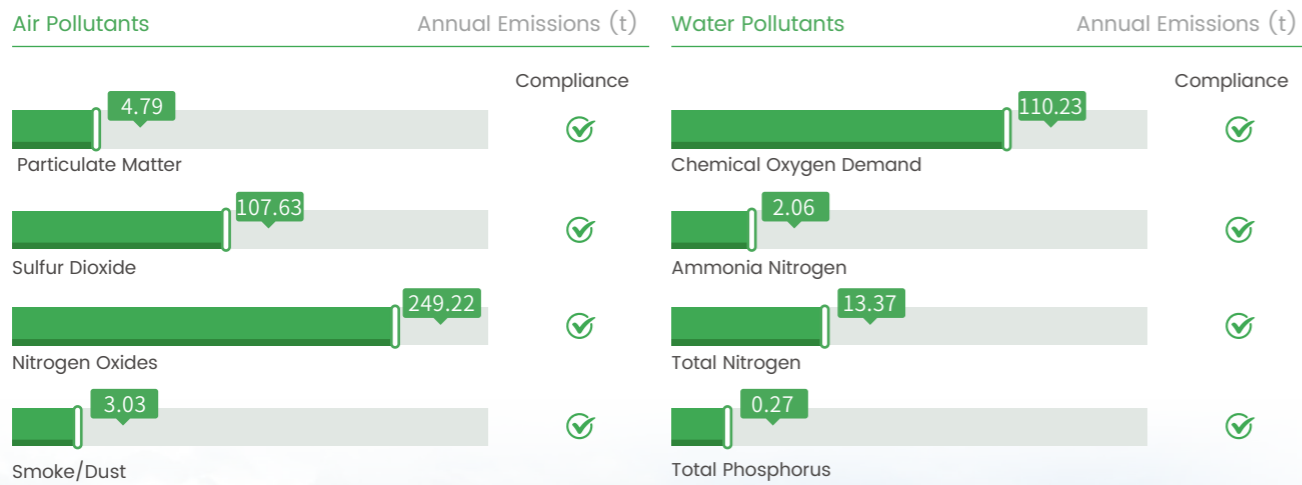 Air Pollutants Annual Emissions (t)
Compliance
4.79
Particulate Matter
107.63
Sulfur Dioxide
249.22
Nitrogen Oxides
3.03
Smoke/Dust
Water Pollutants Annual Emissions (t)
Compliance
110.23
Chemical Oxygen Demand
2.06
Ammonia Nitrogen
13.37
Total Nitrogen
0.27
Total Phosphorus